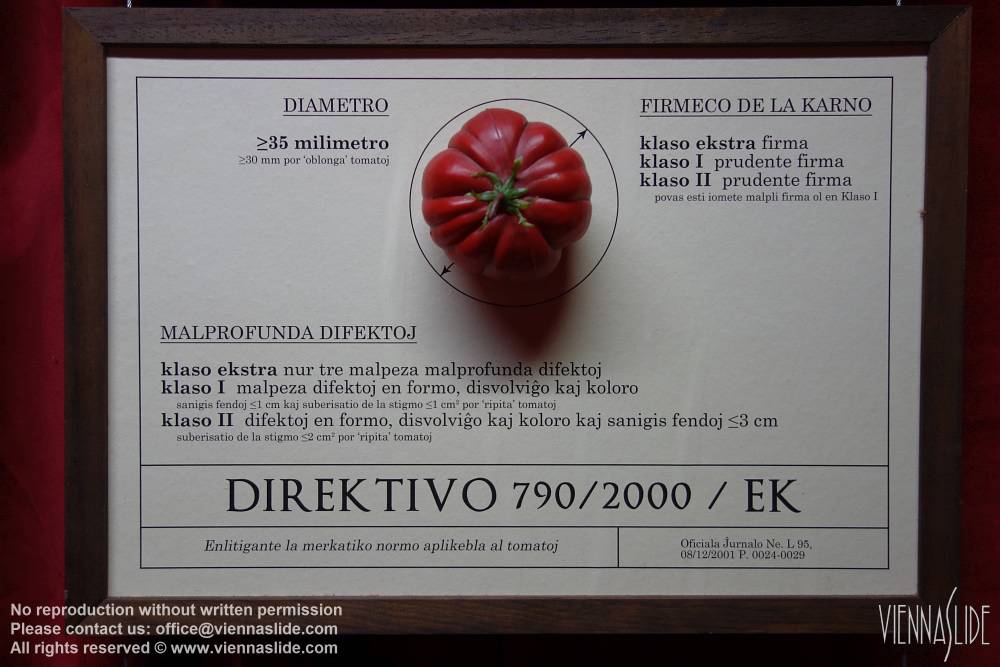 DIAMETRO
≥35 milimetro
≥30 mm por ‘oblonga’ tomatoj
FIRMECO DE LA KARNO
klaso ekstra firma
klaso I prudente firma
klaso II prudente firma
povas esti iomete malpli firma ol en Klaso I
MALPROFUNDA DIFEKTOJ
klaso ekstra nur tre malpeza malprofunda difektoj
klaso I malpeza difektoj en formo, disvolviĝo kaj koloro
sanigis fendoj ≤1 cm kaj suberisatio de la stigmo ≤1 cm² por ‘ripita’ tomatoj
klaso II difektoj en formo, disvolviĝo kaj koloro kaj sanigis fendoj ≤3 cm
suberisatio de la stigmo ≤2 cm² por ‘ripita’ tomatoj
DIREKTIVO 790/2000 / EK
Enlitigante la merkatiko normo aplikebla al tomatoj
Oficiala Ĵurnalo Ne. L 95,
08/12/2001 P. 0024-0029
No reproduction without written permission
Please contact us: office@viennaslide.com
All rights reserved © www.viennaslide.com
VIENNASLIDE